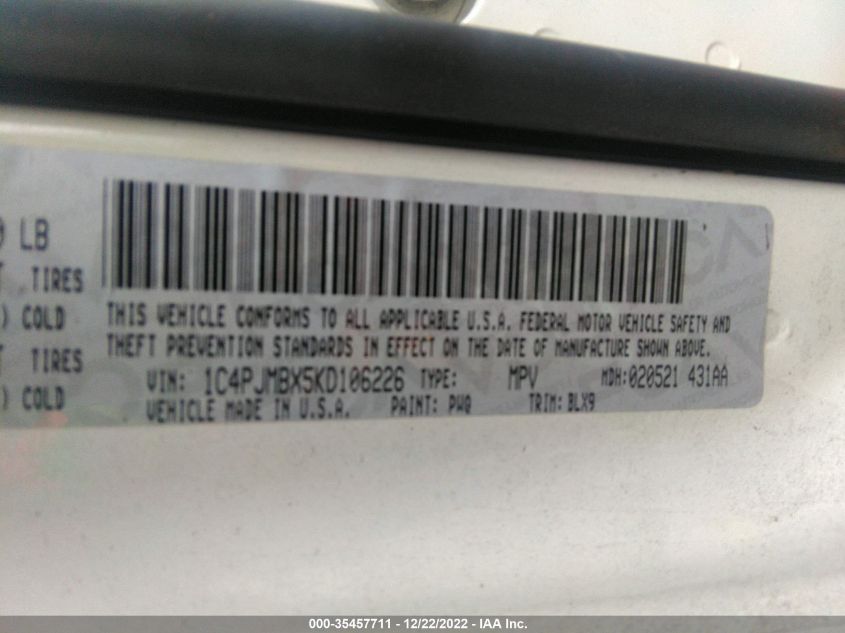 LB
TIRES
COLD
TIRES
COLD
THIS VEHICLE CONFORMS TO ALL APPLICABLE U.S.A. FEDERAL MOTOR VEHICLE SAFETY AND
THEFT PREVENTION STANDARDS IN EFFECT ON THE DATE OF MANUFACTURE SHOWN ABOVE.
VIN: 1C4PJMBX5KD106226 TYPE: MPV MDH:020521 431AA
VEHICLE MADE IN U.S.A. PAINT: PW0 TRIM: BLX9
000-35457711 - 12/22/2022 - IAA Inc.